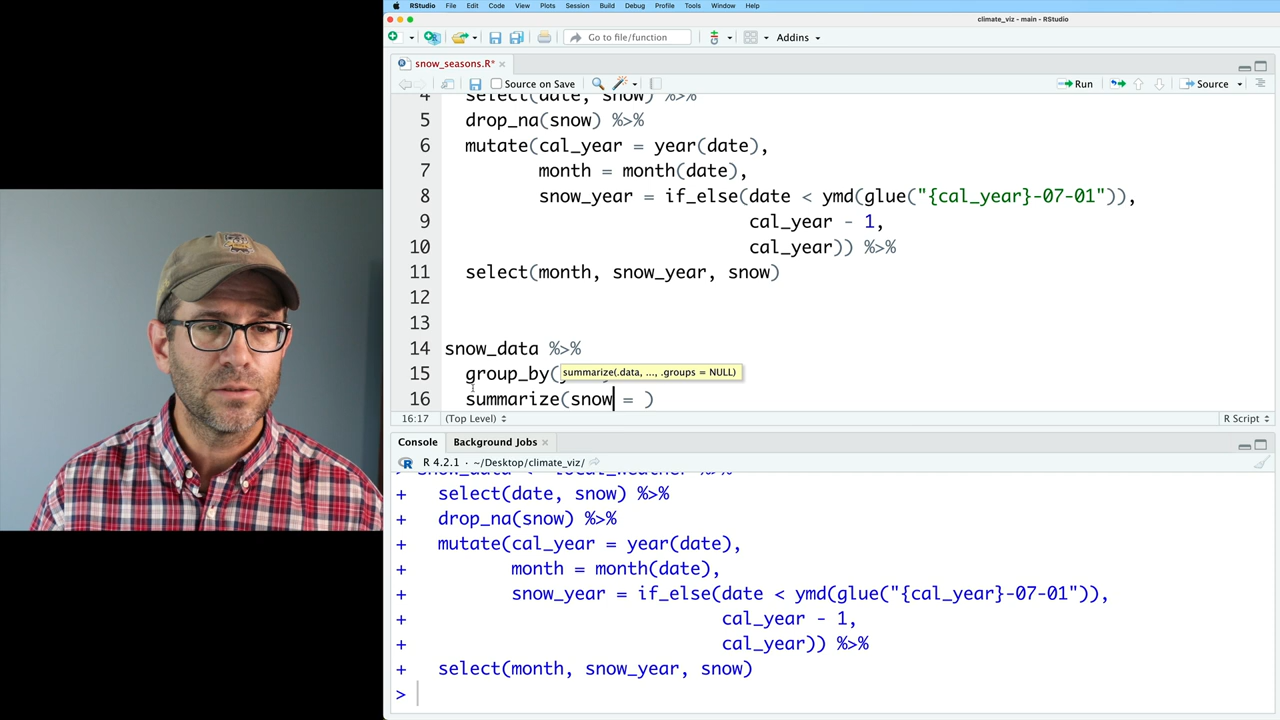 RStudio File Edit Code View Plots Session Build Debug Profile Tools Window Help
climate_viz - main - RStudio
Go to file/function Addins
snow_seasons.R*
Source on Save Run Source
4 select(date, snow) %>%
5 drop_na(snow) %>%
6 mutate(cal_year = year(date),
7 month = month(date),
8 snow_year = if_else(date < ymd(glue("{cal_year}-07-01")),
9 cal_year - 1,
10 cal_year)) %>%
11 select(month, snow_year, snow)
12
13
14 snow_data %>%
summarize(.data, ..., .groups = NULL)
15 group_by(
16 summarize(snow = )
16:17 (Top Level) R Script
Console Background Jobs
R 4.2.1 · ~/Desktop/climate_viz/
> snow_data <- local_weather %>%
+ select(date, snow) %>%
+ drop_na(snow) %>%
+ mutate(cal_year = year(date),
+ month = month(date),
+ snow_year = if_else(date < ymd(glue("{cal_year}-07-01")),
+ cal_year - 1,
+ cal_year)) %>%
+ select(month, snow_year, snow)
>